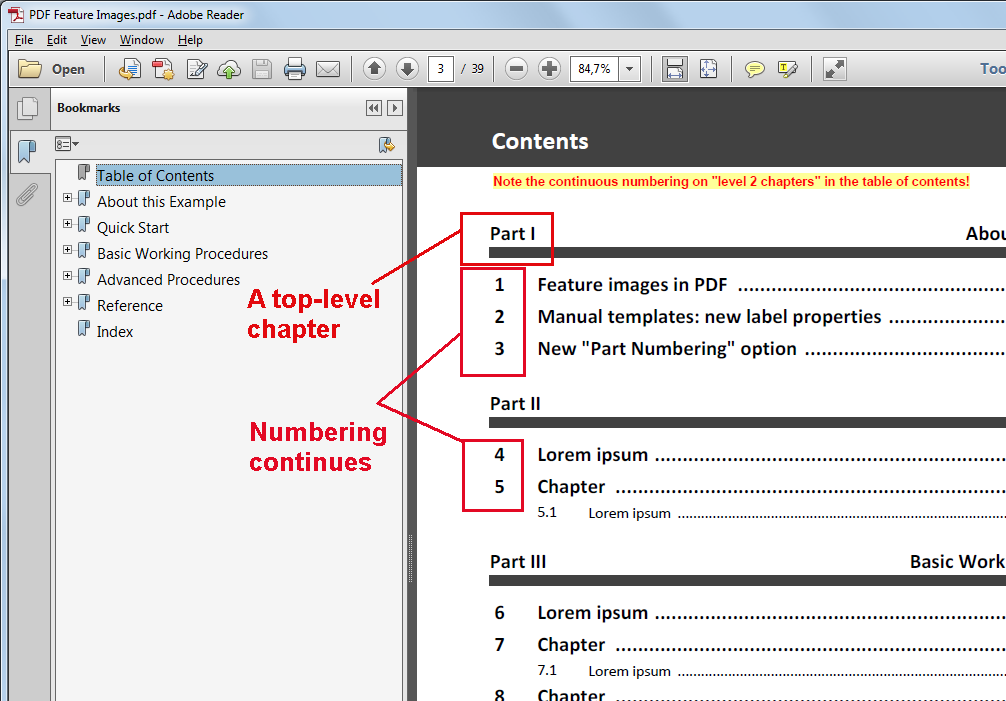 PDF Feature Images.pdf - Adobe Reader
File Edit View Window Help
Open 3 / 39 84,7% Too
Bookmarks
Table of Contents
About this Example
Quick Start
Basic Working Procedures
Advanced Procedures
Reference
Index
A top-level
chapter
Numbering
continues
Contents
Note the continuous numbering on "level 2 chapters" in the table of contents!
Part I Abou
1 Feature images in PDF ........................................
2 Manual templates: new label properties ..................
3 New "Part Numbering" option ..............................
Part II
4 Lorem ipsum ....................................................
5 Chapter ..........................................................
5.1 Lorem ipsum ....................................................................
Part III Basic Work
6 Lorem ipsum ....................................................
7 Chapter ..........................................................
7.1 Lorem ipsum ....................................................................
8 Chapter ..........................................................